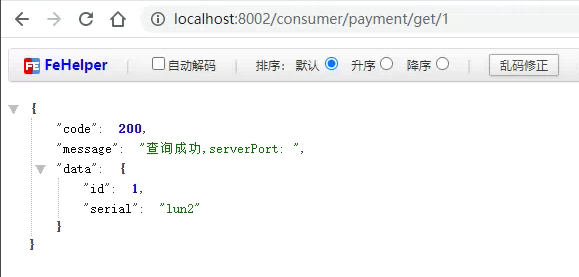 localhost:8002/consumer/payment/get/1
FeHelper | 自动解码 | 排序: 默认 升序 降序 | 乱码修正
{
"code": 200,
"message": "查询成功,serverPort: ",
"data": {
"id": 1,
"serial": "lun2"
}
}